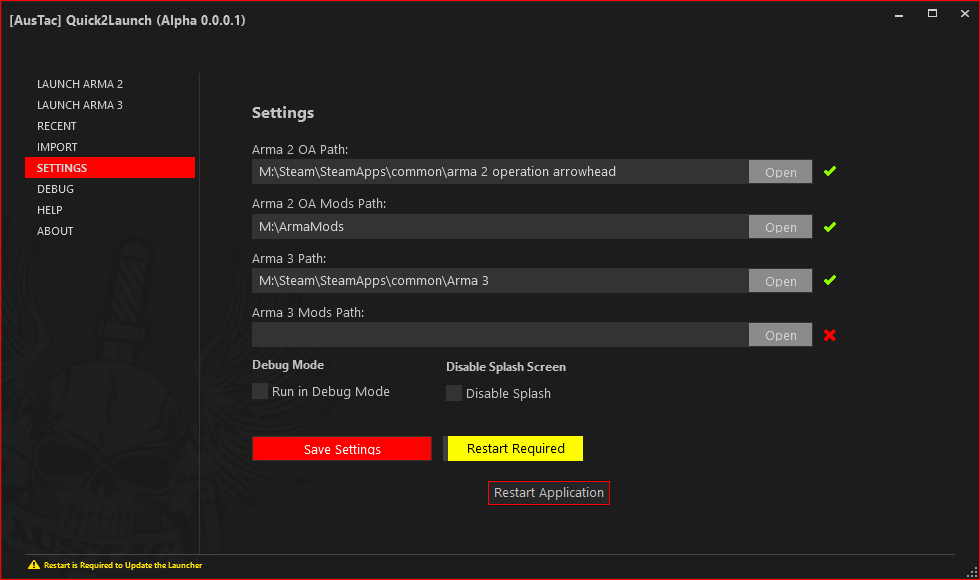 [AusTac] Quick2Launch (Alpha 0.0.0.1)
LAUNCH ARMA 2
LAUNCH ARMA 3
RECENT
IMPORT
SETTINGS
DEBUG
HELP
ABOUT
Settings
Arma 2 OA Path:
M:\Steam\SteamApps\common\arma 2 operation arrowhead
Open
Arma 2 OA Mods Path:
M:\ArmaMods
Open
Arma 3 Path:
M:\Steam\SteamApps\common\Arma 3
Open
Arma 3 Mods Path:
Open
Debug Mode
Disable Splash Screen
Run in Debug Mode
Disable Splash
Save Settings
Restart Required
Restart Application
AUSTAC
Restart is Required to Update the Launcher